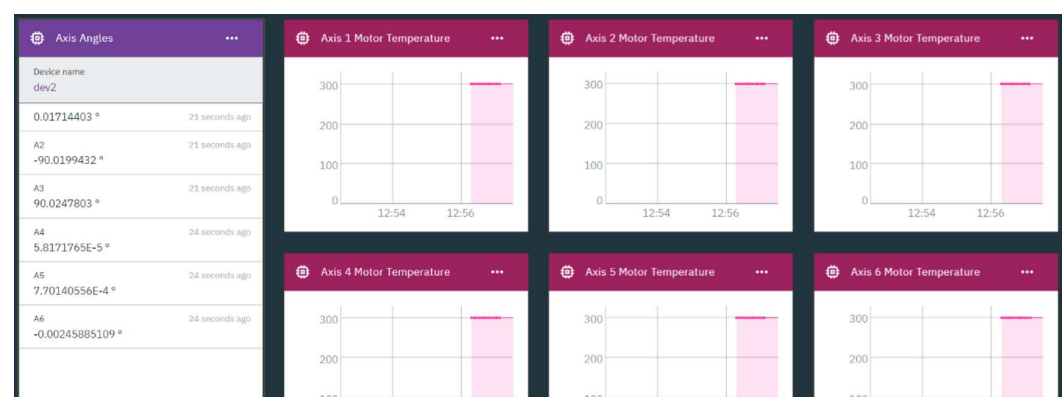 Axis Angles
Device name
dev2
0.01714403 °
21 seconds ago
A2
21 seconds ago
-90.0199432 °
A3
21 seconds ago
90.0247803 °
A4
24 seconds ago
5.8171765E-5 °
A5
24 seconds ago
7.70140556E-4 °
A6
24 seconds ago
-0.00245885109 °
Axis 1 Motor Temperature
300
200
100
0
12:54 12:56
Axis 2 Motor Temperature
300
200
100
0
12:54 12:56
Axis 3 Motor Temperature
300
200
100
0
12:54 12:56
Axis 4 Motor Temperature
300
200
Axis 5 Motor Temperature
300
200
Axis 6 Motor Temperature
300
200